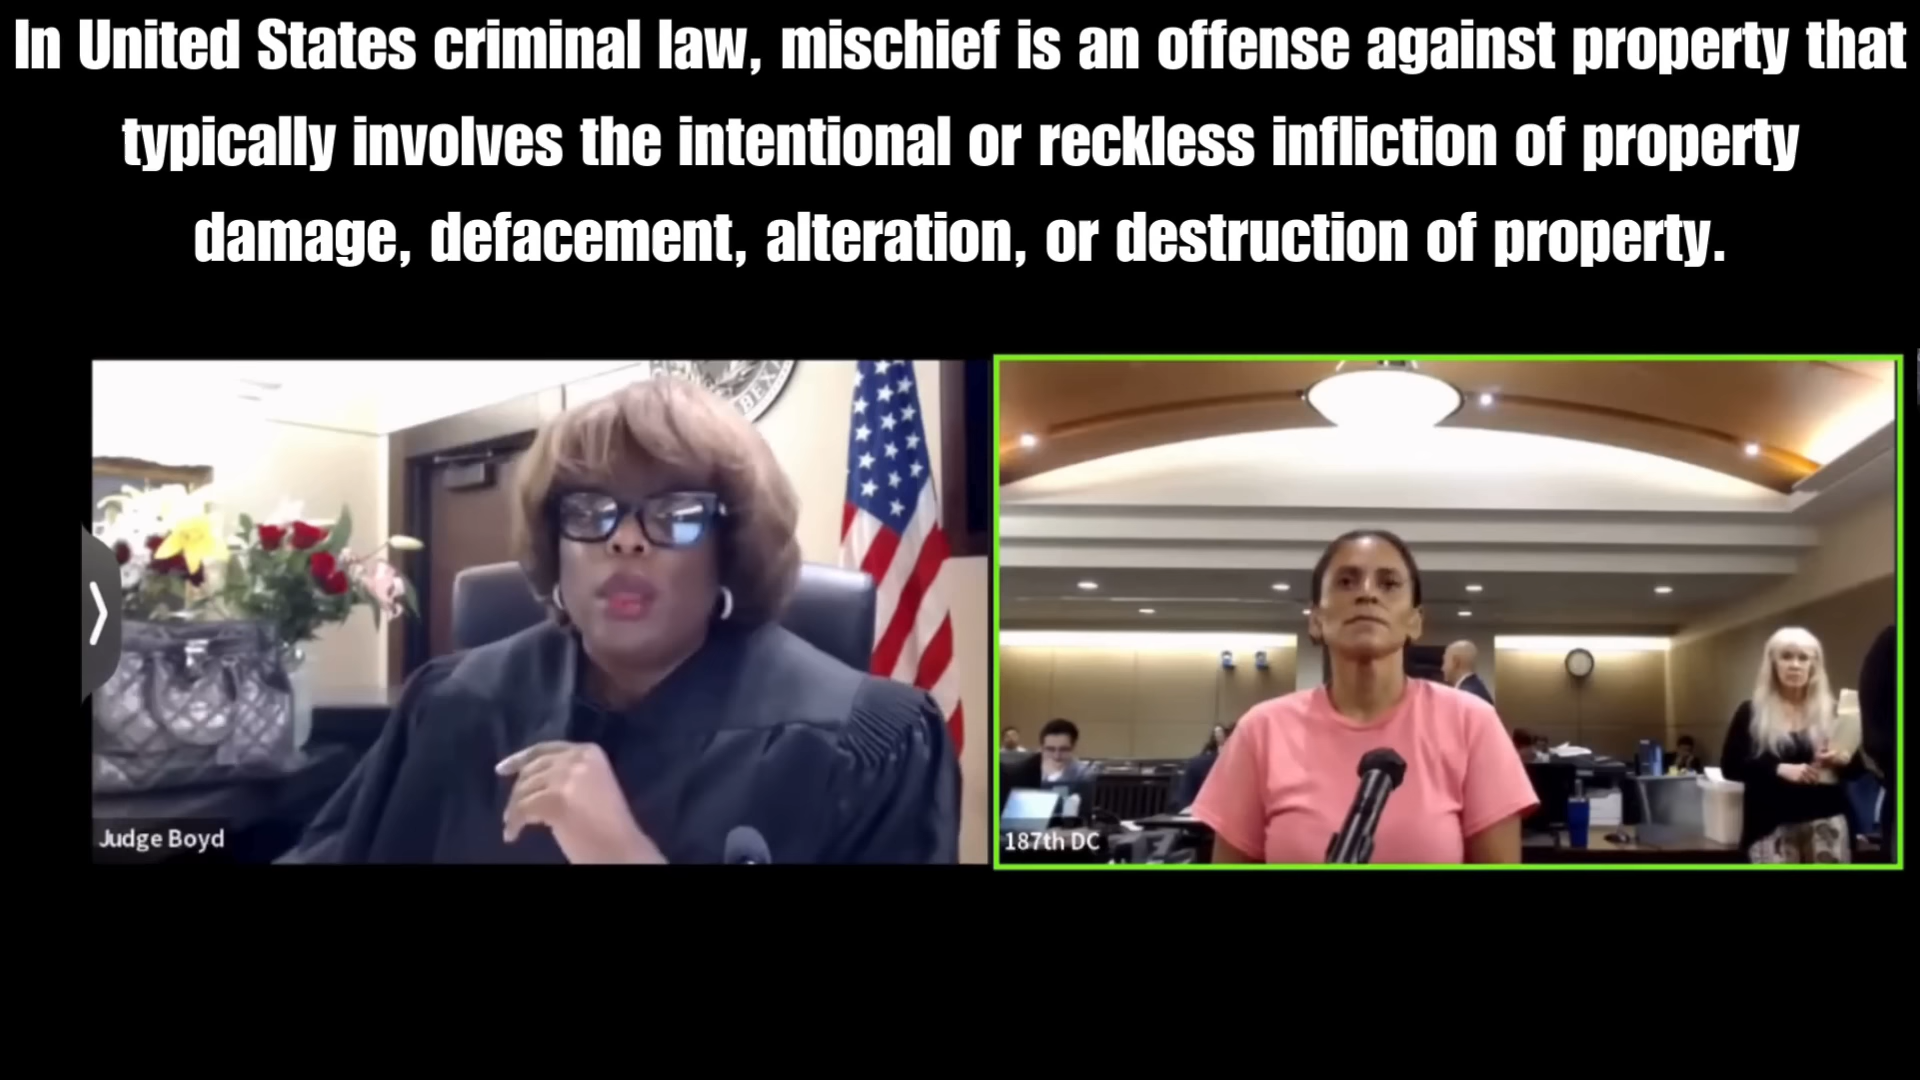 In United States criminal law, mischief is an offense against property that
typically involves the intentional or reckless infliction of property
damage, defacement, alteration, or destruction of property.
BEXA
Judge Boyd
187th DC